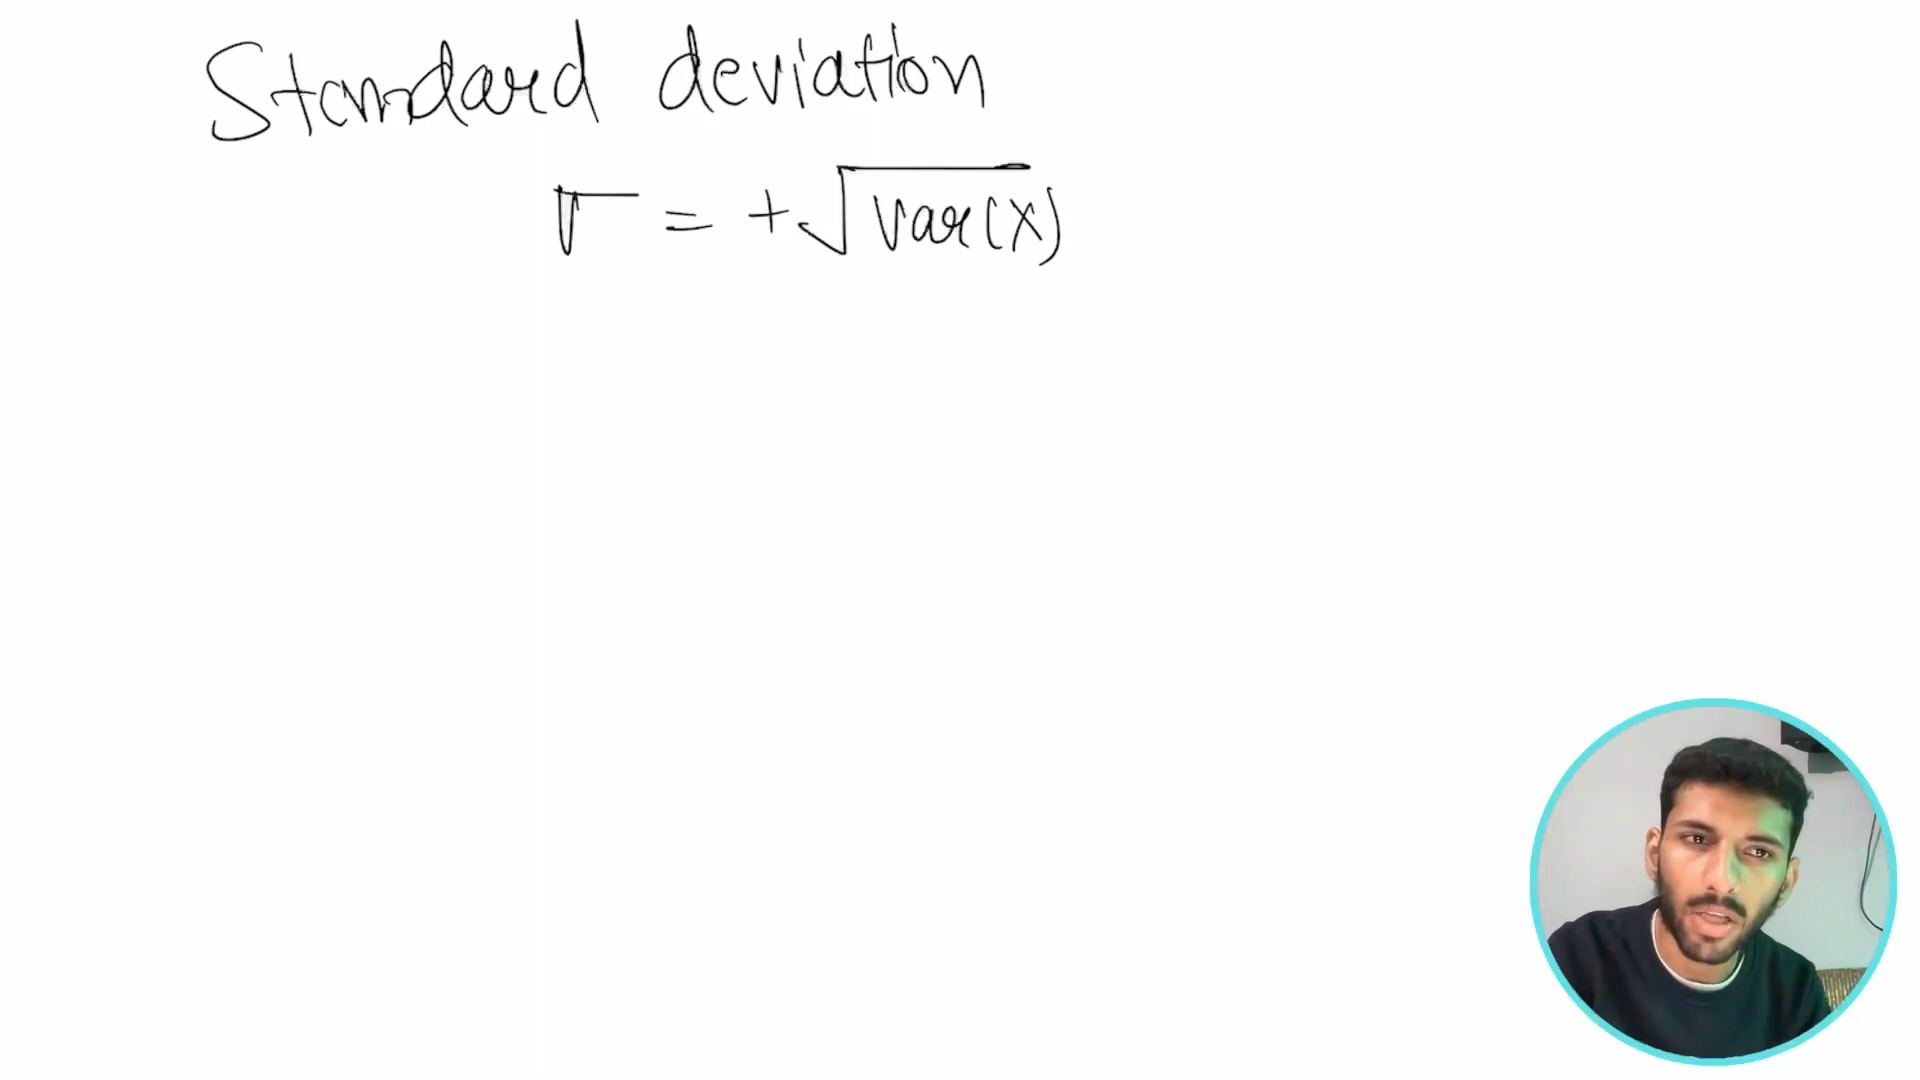 Standard deviation
σ = +√var(X)